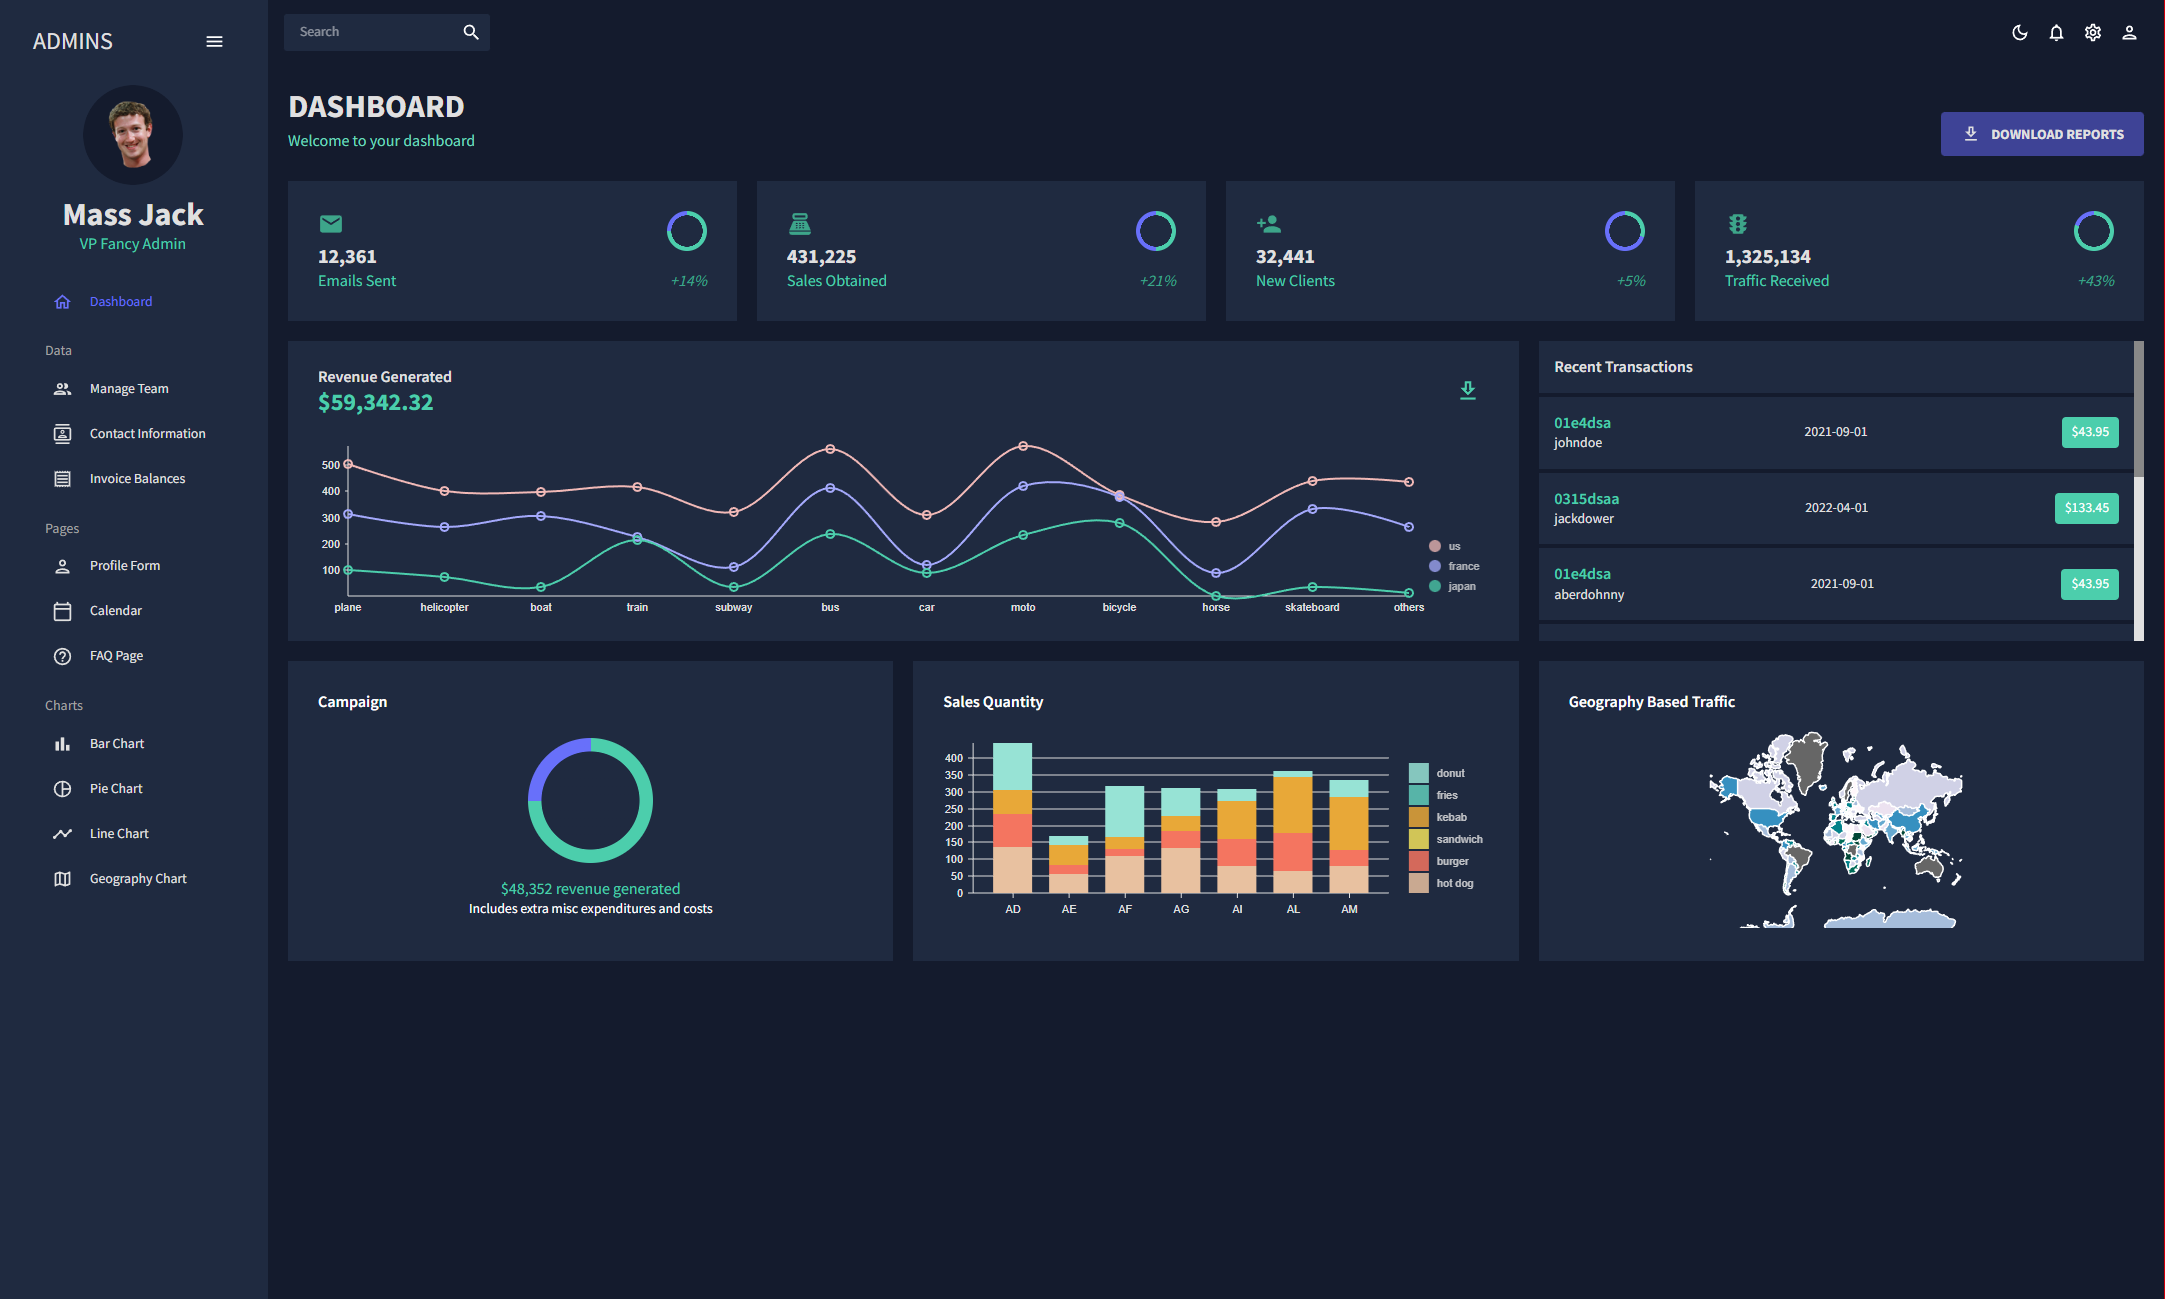 ADMINS
Search
Mass Jack
VP Fancy Admin
Dashboard
Data
Manage Team
Contact Information
Invoice Balances
Pages
Profile Form
Calendar
FAQ Page
Charts
Bar Chart
Pie Chart
Line Chart
Geography Chart
DASHBOARD
Welcome to your dashboard
DOWNLOAD REPORTS
12,361
Emails Sent +14%
431,225
Sales Obtained +21%
32,441
New Clients +5%
1,325,134
Traffic Received +43%
Revenue Generated
$59,342.32
500
400
300
200
100
plane helicopter boat train subway bus car moto bicycle horse skateboard others
us
france
japan
Recent Transactions
01e4dsa
johndoe
2021-09-01
$43.95
0315dsaa
jackdower
2022-04-01
$133.45
01e4dsa
aberdohnny
2021-09-01
$43.95
Campaign
$48,352 revenue generated
Includes extra misc expenditures and costs
Sales Quantity
400
350
300
250
200
150
100
50
0
AD AE AF AG AI AL AM
donut
fries
kebab
sandwich
burger
hot dog
Geography Based Traffic